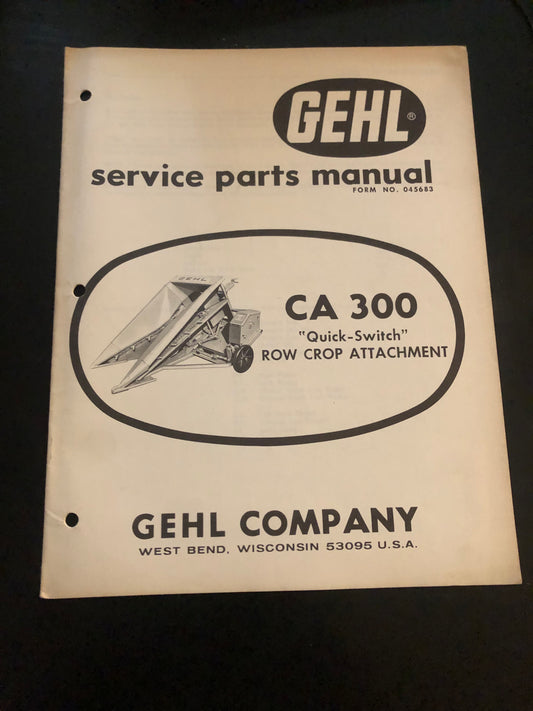 GEHL®
service parts manual
FORM NO. 045683
GEHL
CA 300
"Quick-Switch"
ROW CROP ATTACHMENT
GEHL COMPANY
WEST BEND, WISCONSIN 53095 U.S.A.